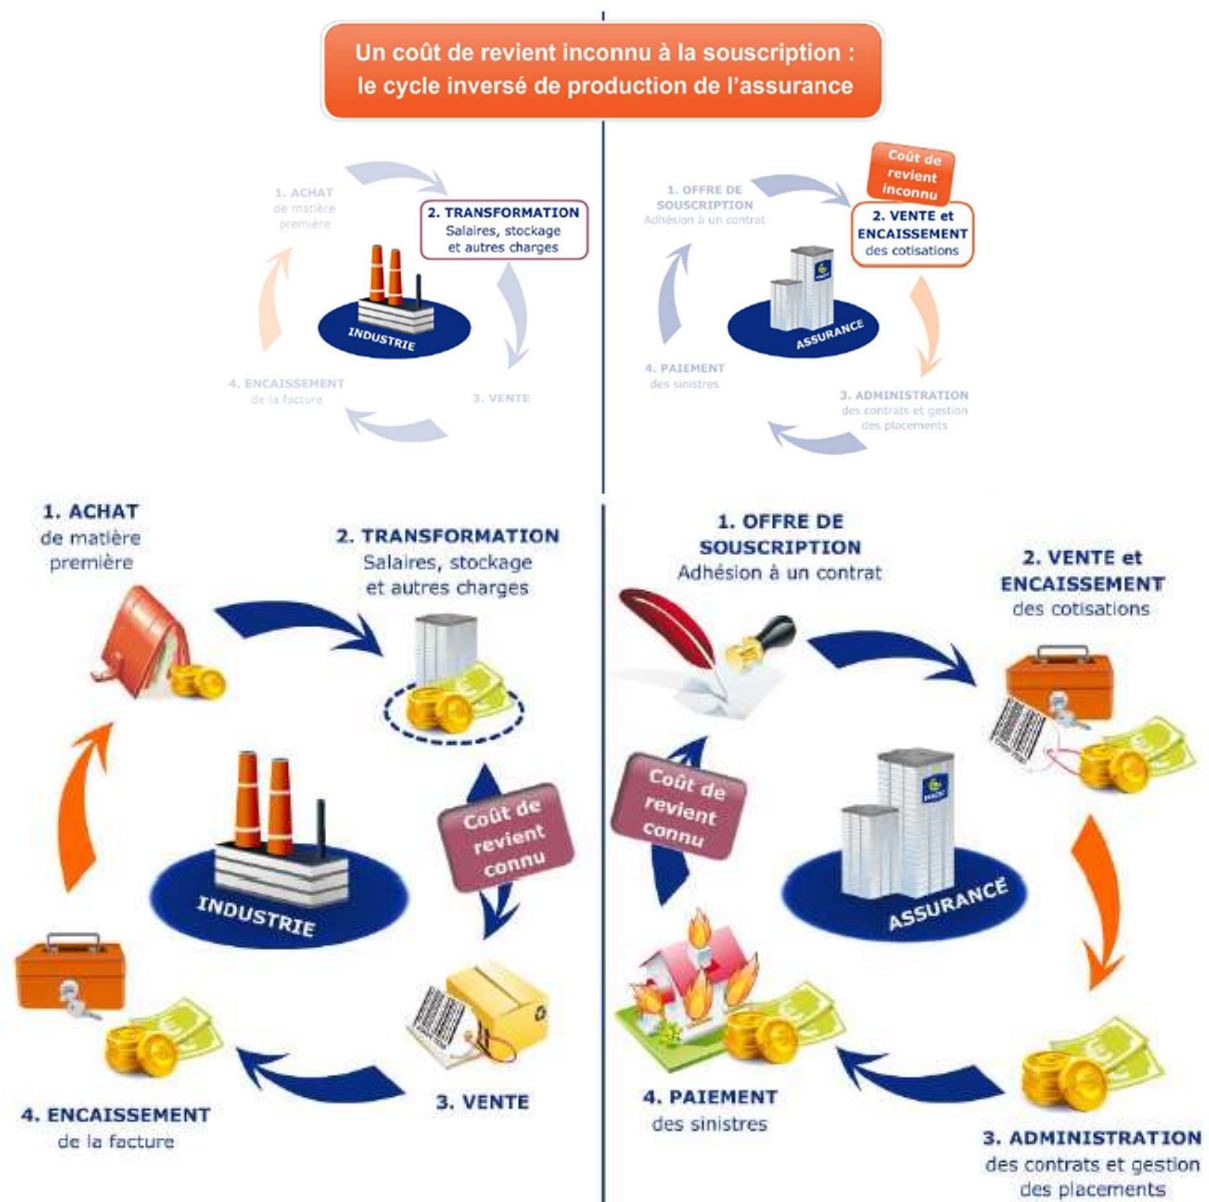 Un coût de revient inconnu à la souscription :
le cycle inversé de production de l'assurance
1. ACHAT
de matière
première
2. TRANSFORMATION
Salaires, stockage
et autres charges
INDUSTRIE
4. ENCAISSEMENT
de la facture
3. VENTE
Coût de
revient
inconnu
1. OFFRE DE
SOUSCRIPTION
Adhésion à un contrat
2. VENTE et
ENCAISSEMENT
des cotisations
ASSURANCE
4. PAIEMENT
des sinistres
3. ADMINISTRATION
des contrats et gestion
des placements
1. ACHAT
de matière
première
2. TRANSFORMATION
Salaires, stockage
et autres charges
Coût de
revient
connu
INDUSTRIE
3. VENTE
4. ENCAISSEMENT
de la facture
1. OFFRE DE
SOUSCRIPTION
Adhésion à un contrat
2. VENTE et
ENCAISSEMENT
des cotisations
Coût de
revient
connu
ASSURANCE
4. PAIEMENT
des sinistres
3. ADMINISTRATION
des contrats et gestion
des placements